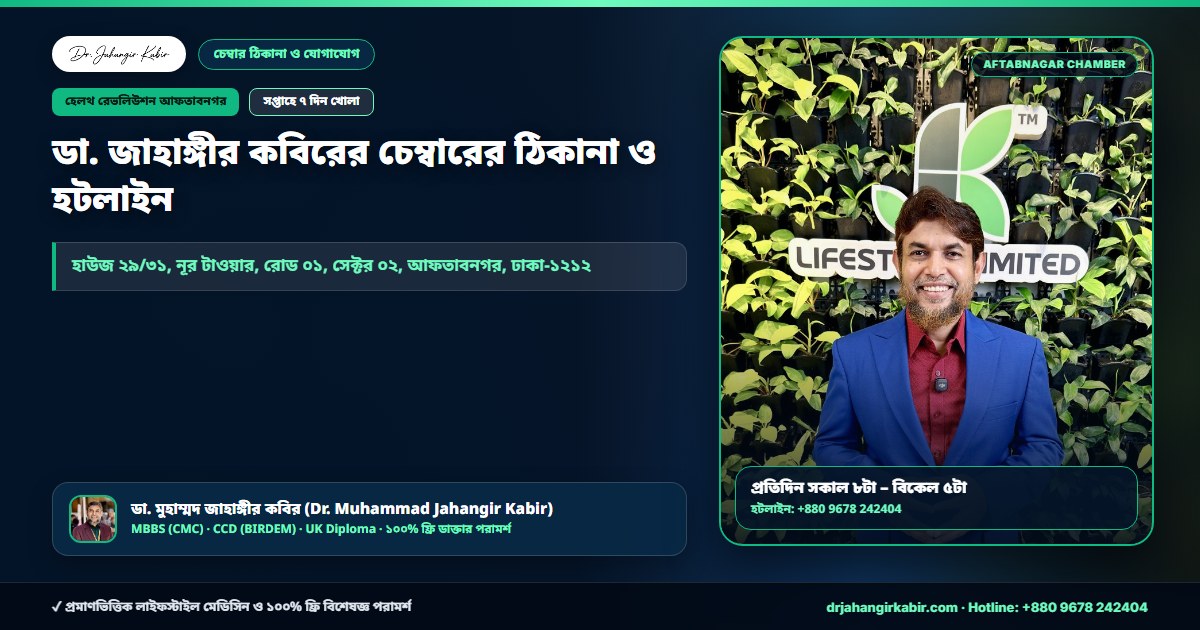 Dr. Jahangir Kabir
চেম্বার ঠিকানা ও যোগাযোগ
হেলথ রেভলিউশন আফতাবনগর
সপ্তাহে ৭ দিন খোলা
ডা. জাহাঙ্গীর কবিরের চেম্বারের ঠিকানা ও
হটলাইন
হাউজ ২৯/৩১, নূর টাওয়ার, রোড ০১, সেক্টর ০২, আফতাবনগর, ঢাকা-১২১২
ডা. মুহাম্মদ জাহাঙ্গীর কবির (Dr. Muhammad Jahangir Kabir)
MBBS (CMC) · CCD (BIRDEM) · UK Diploma · ১০০% ফ্রি ডাক্তার পরামর্শ
AFTABNAGAR CHAMBER
TM
LIFEST IMITED
প্রতিদিন সকাল ৮টা – বিকেল ৫টা
হটলাইন: +880 9678 242404
✓ প্রমাণভিত্তিক লাইফস্টাইল মেডিসিন ও ১০০% ফ্রি বিশেষজ্ঞ পরামর্শ
drjahangirkabir.com · Hotline: +880 9678 242404